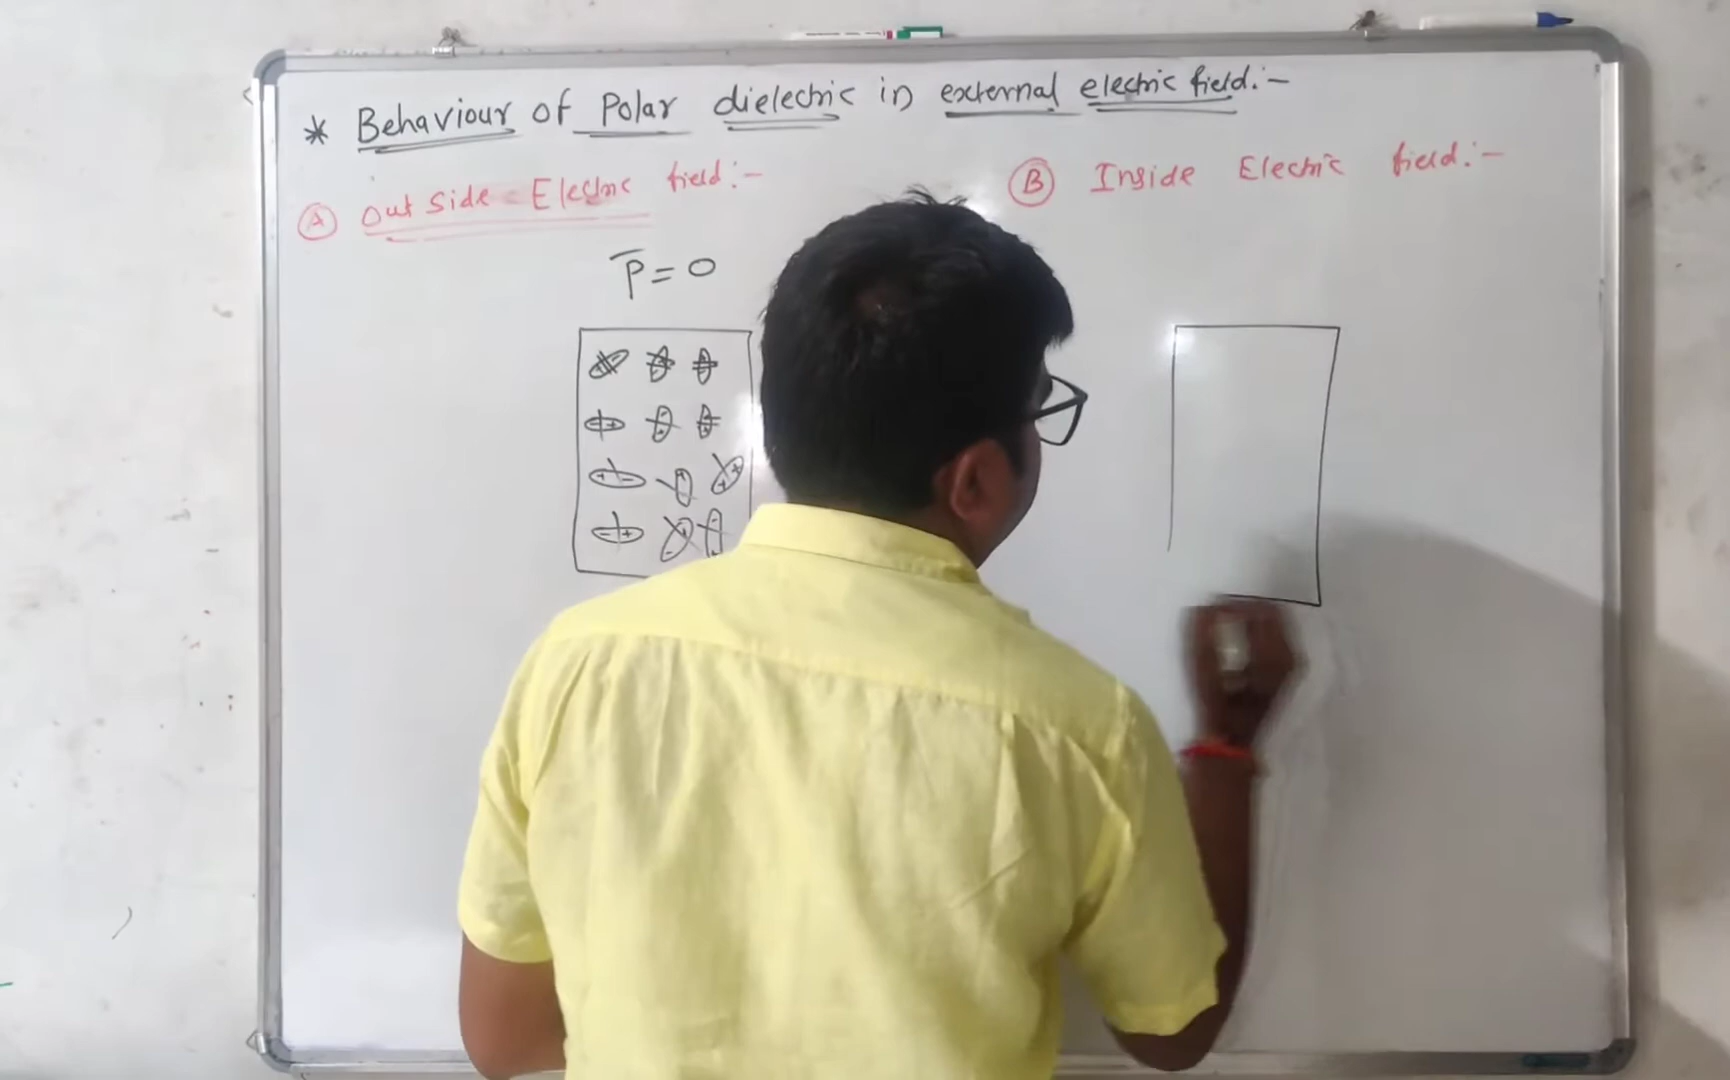 * Behaviour of Polar dielectric in external electric field:-
A Out Side Electric field:-
B Inside Electric field:-
P̅ = 0